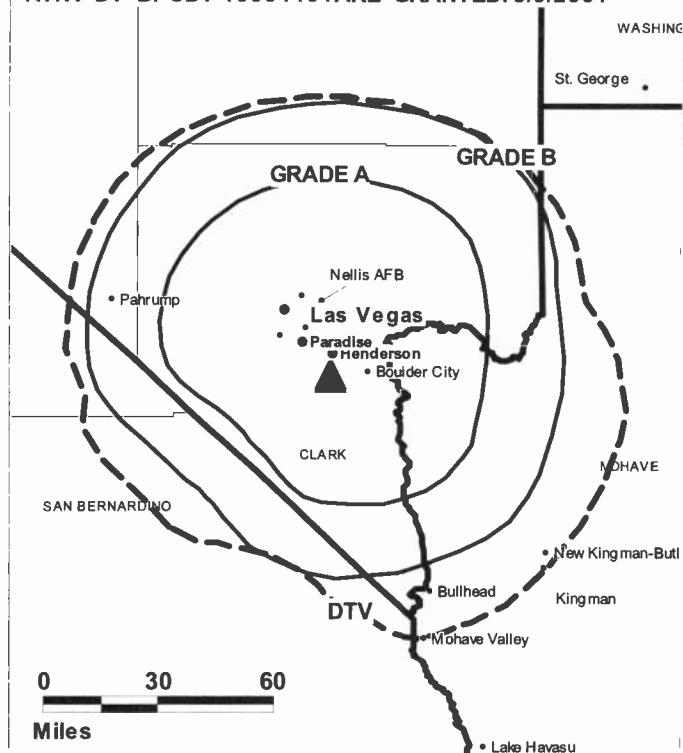 WASHING
St. George
GRADE B
GRADE A
Nellis AFB
Pahrump
Las Vegas
Paradise
Henderson
Boulder City
CLARK
MOHAVE
SAN BERNARDINO
New Kingman-Butl
Bullhead
Kingman
DTV
Mohave Valley
0 30 60
Miles
Lake Havasu